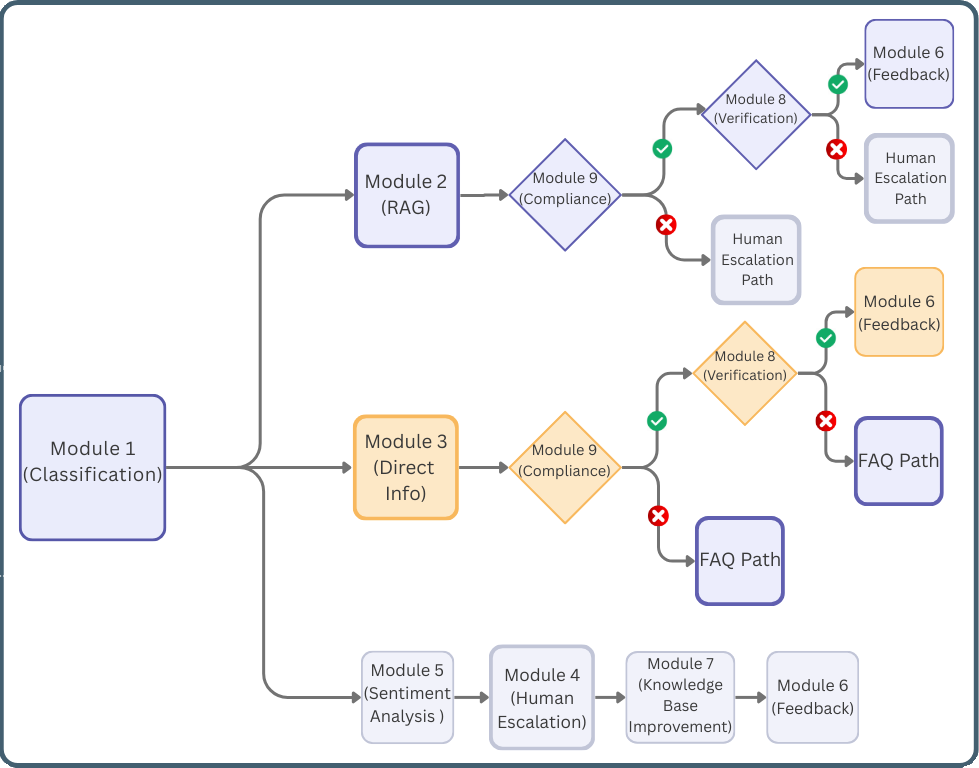 Module 6
(Feedback)
Module 8
(Verification)
Human
Escalation
Path
Module 2
(RAG)
Module 9
(Compliance)
Human
Escalation
Path
Module 6
(Feedback)
Module 8
(Verification)
Module 1
(Classification)
Module 3
(Direct
Info)
Module 9
(Compliance)
FAQ Path
FAQ Path
Module 5
(Sentiment
Analysis )
Module 4
(Human
Escalation)
Module 7
(Knowledge
Base
Improvement)
Module 6
(Feedback)